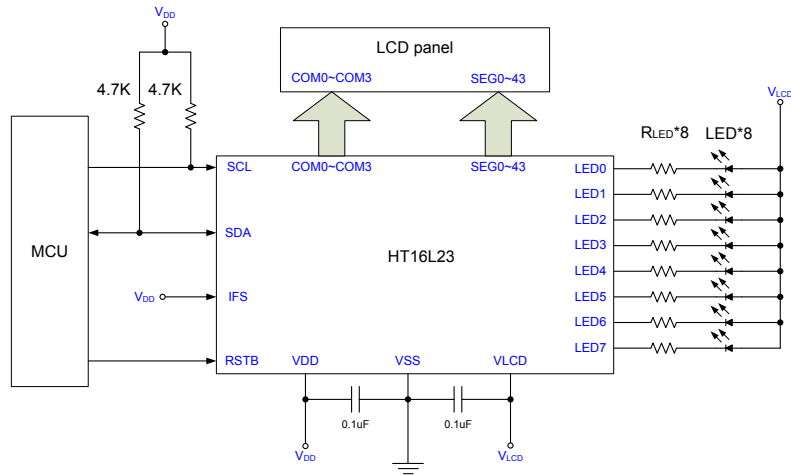 VDD
LCD panel
COM0~COM3 SEG0~43
4.7K 4.7K
VLCD
RLED*8 LED*8
MCU
SCL
SDA
VDD
IFS
RSTB
COM0~COM3 SEG0~43
HT16L23
LED0
LED1
LED2
LED3
LED4
LED5
LED6
LED7
VDD VSS VLCD
0.1uF 0.1uF
VDD VLCD